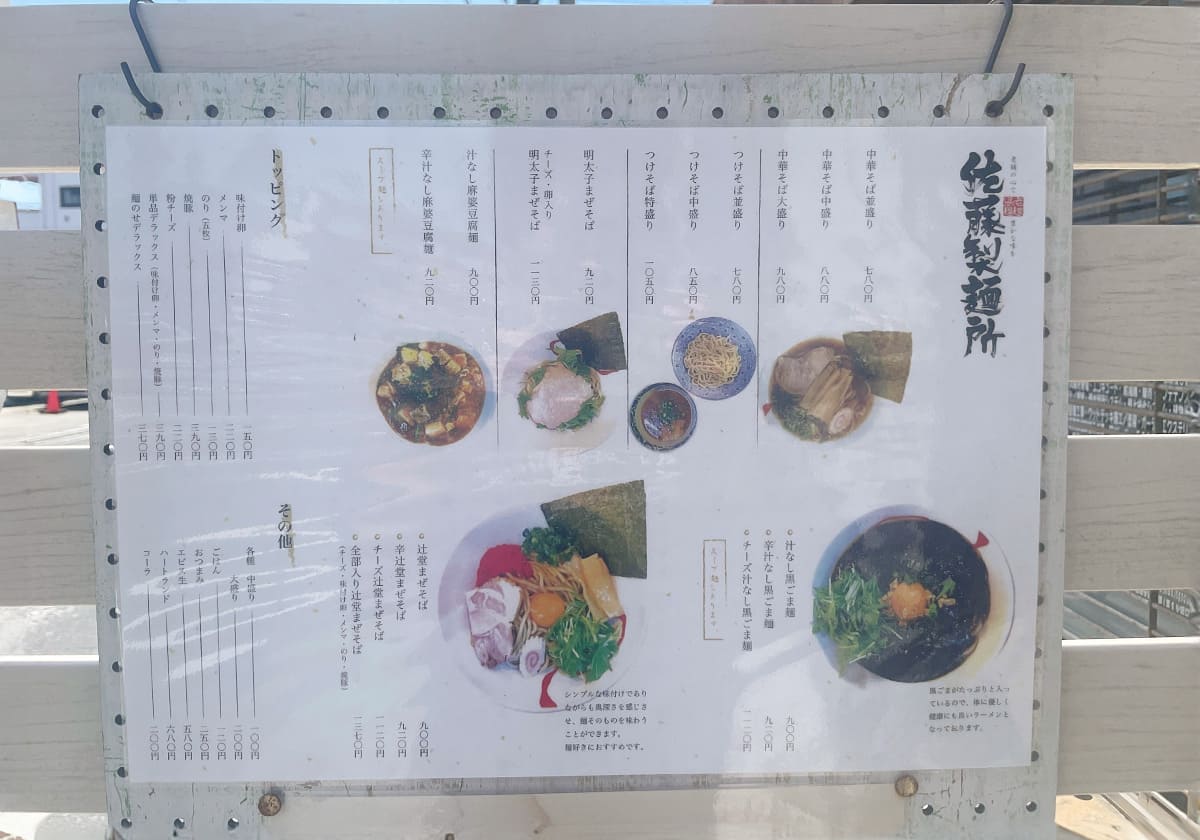 佐藤製麺所
中華そば並盛り 七八〇円
中華そば中盛り 八八〇円
中華そば大盛り 九八〇円
つけそば並盛り 七八〇円
つけそば中盛り 八五〇円
つけそば特盛り 一〇五〇円
明太子まぜそば 九二〇円
チーズ・卵入り
明太子まぜそば 一一三〇円
汁なし麻婆豆腐麺 九〇〇円
辛汁なし麻婆豆腐麺 九二〇円
スープ麺もあります
トッピング
味付け卵 一五〇円
メンマ 二二〇円
のり(五枚) 一三〇円
焼豚 三九〇円
粉チーズ 二一〇円
単品デラックス(味付け卵・メンマ・のり・焼豚) 三九〇円
麺のせデラックス 三七〇円
汁なし黒ごま麺 九〇〇円
辛汁なし黒ごま麺 九二〇円
チーズ汁なし黒ごま麺 一一二〇円
スープ麺もあります。
黒ごまがたっぷりと入っ
ているので、体に優しく
健康にも良いラーメンと
なっております。
辻堂まぜそば 九〇〇円
辛辻堂まぜそば 九二〇円
チーズ辻堂まぜそば 一一二〇円
全部入り辻堂まぜそば 一三七〇円
(チーズ・味付け卵・メンマ・のり・焼豚)
シンプルな味付けであり
ながらも奥深さを感じさ
せ、麺そのものを味わう
ことができます。
麺好きにおすすめです。
その他
各種 中盛り 一〇〇円
大盛り 二〇〇円
ごはん 一二〇円
おつまみ 二五〇円
エビス生 五八〇円
ハートランド 六八〇円
コーラ 二〇〇円